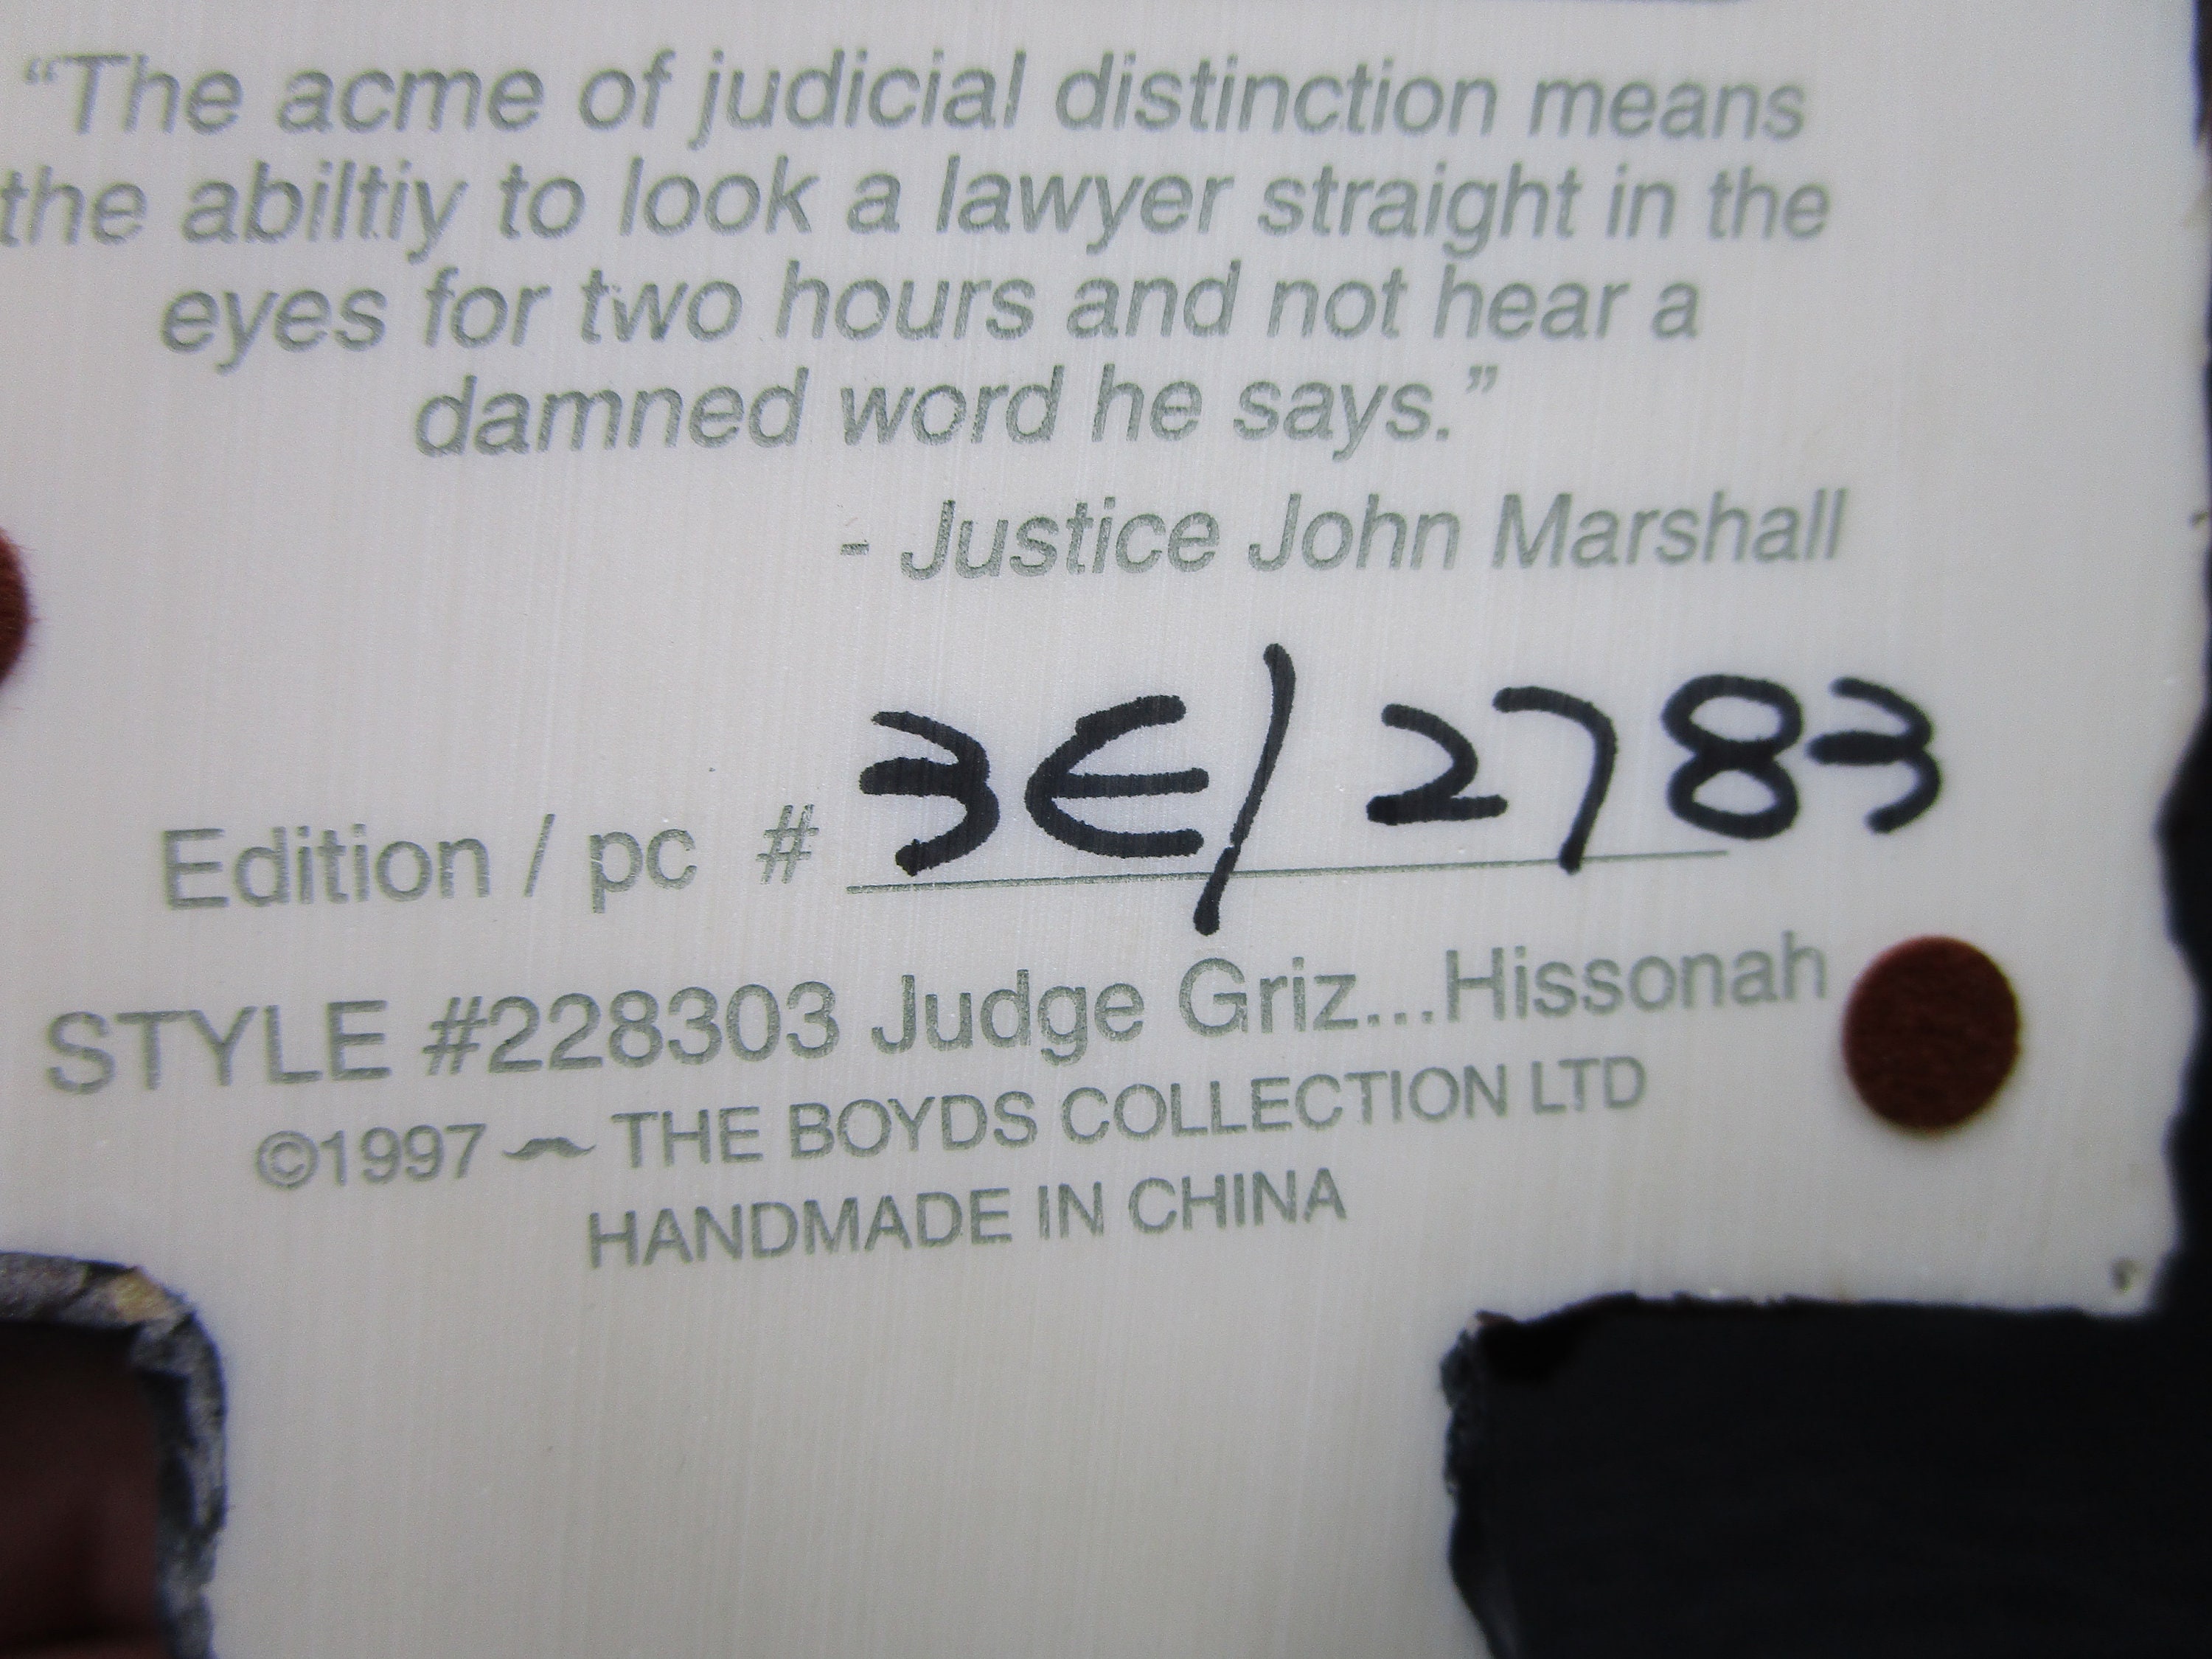 “The acme of judicial distinction means
the abiltiy to look a lawyer straight in the
eyes for two hours and not hear a
damned word he says.”
- Justice John Marshall
Edition / pc # 3E/2783
STYLE #228303 Judge Griz...Hissonah
©1997 THE BOYDS COLLECTION LTD
HANDMADE IN CHINA